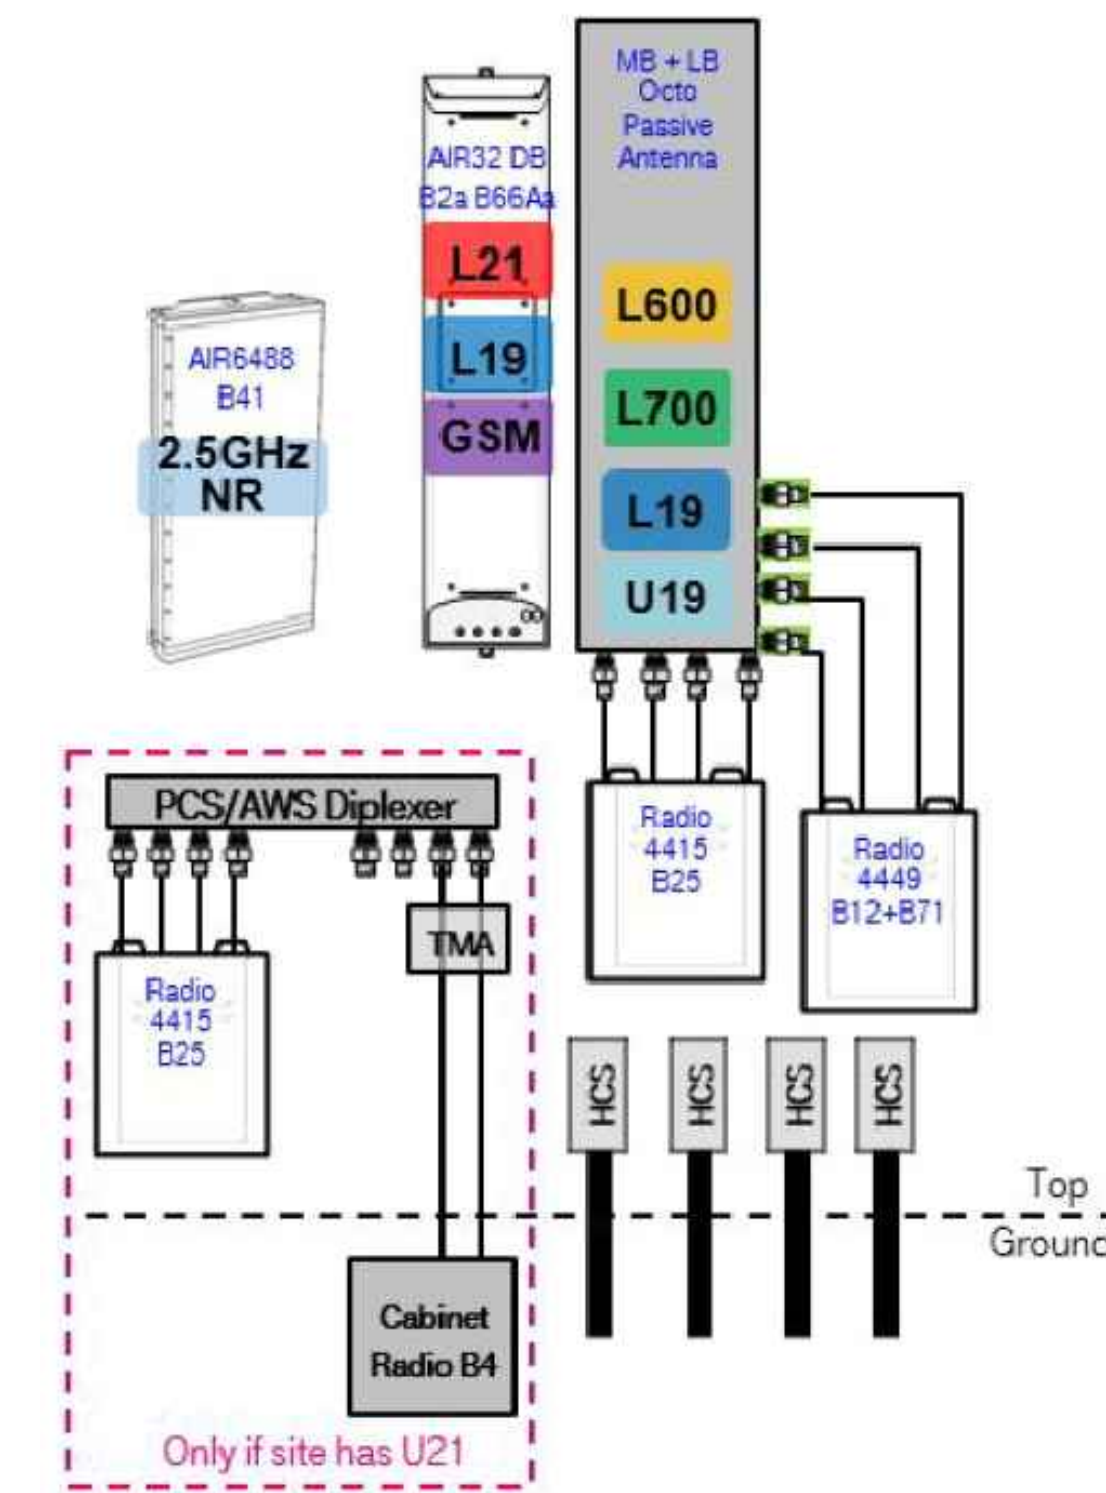 MB + LB
Octo
Passive
Antenna
AIR32 DB
B2a B66Aa
L21
L19
GSM
L600
L700
L19
U19
AIR6488
B41
2.5GHz
NR
PCS/AWS Diplexer
TMA
Radio
4415
B25
Radio
4415
B25
Radio
4449
B12+B71
HCS
HCS
HCS
HCS
Top
Ground
Cabinet
Radio B4
Only if site has U21